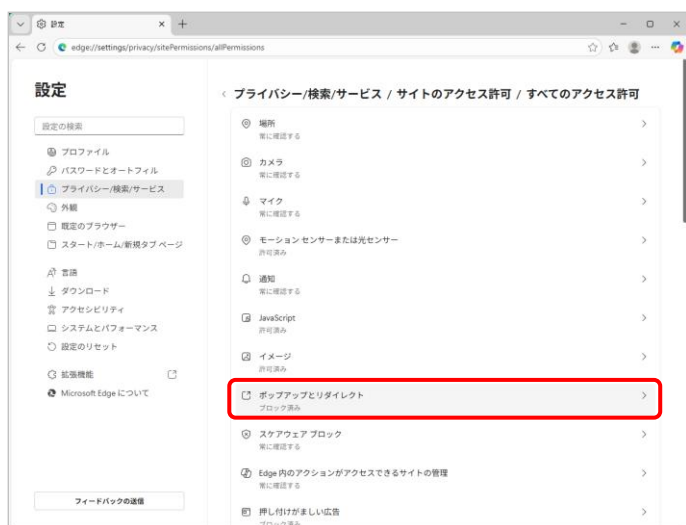 設定
edge://settings/privacy/sitePermissions/allPermissions
設定
設定の検索
プロファイル
パスワードとオートフィル
プライバシー/検索/サービス
外観
既定のブラウザー
スタート/ホーム/新規タブ ページ
言語
ダウンロード
アクセシビリティ
システムとパフォーマンス
設定のリセット
拡張機能
Microsoft Edge について
フィードバックの送信
プライバシー/検索/サービス / サイトのアクセス許可 / すべてのアクセス許可
場所
常に確認する
カメラ
常に確認する
マイク
常に確認する
モーション センサーまたは光センサー
許可済み
通知
常に確認する
JavaScript
許可済み
イメージ
許可済み
ポップアップとリダイレクト
ブロック済み
スケアウェア ブロック
常に確認する
Edge 内のアクションがアクセスできるサイトの管理
常に確認する
押し付けがましい広告
ブロック済み